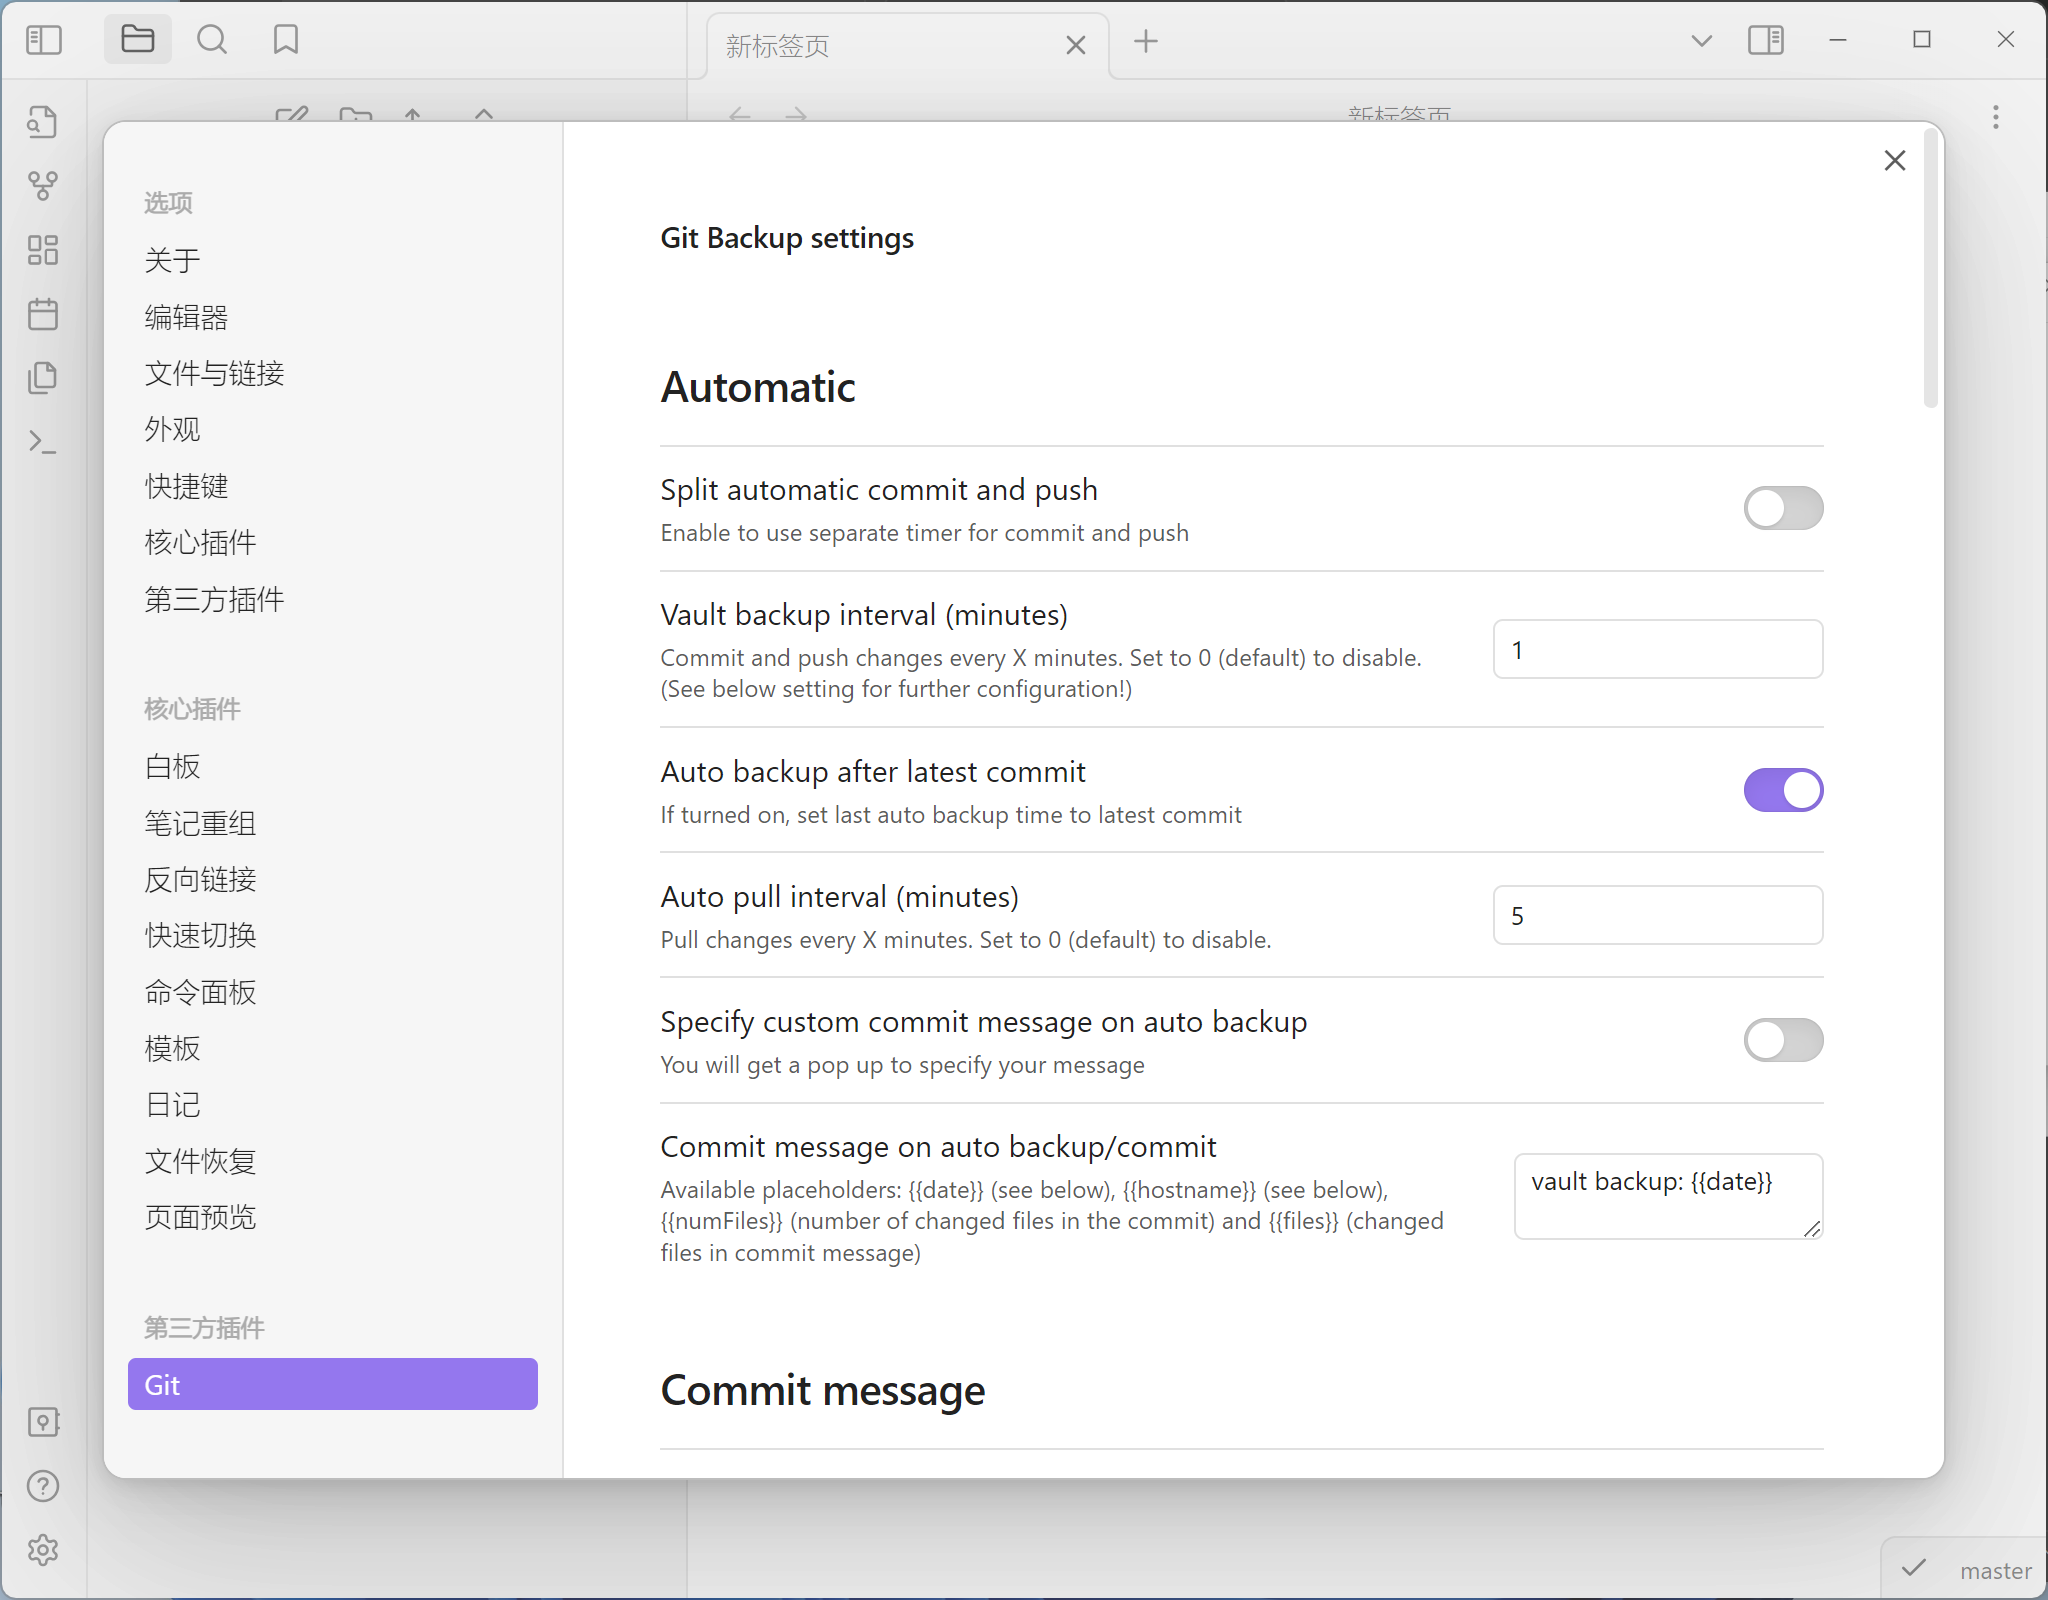 新标签页
新标签页
选项
关于
编辑器
文件与链接
外观
快捷键
核心插件
第三方插件
核心插件
白板
笔记重组
反向链接
快速切换
命令面板
模板
日记
文件恢复
页面预览
第三方插件
Git
Git Backup settings
Automatic
Split automatic commit and push
Enable to use separate timer for commit and push
Vault backup interval (minutes)
Commit and push changes every X minutes. Set to 0 (default) to disable.
(See below setting for further configuration!)
1
Auto backup after latest commit
If turned on, set last auto backup time to latest commit
Auto pull interval (minutes)
Pull changes every X minutes. Set to 0 (default) to disable.
5
Specify custom commit message on auto backup
You will get a pop up to specify your message
Commit message on auto backup/commit
Available placeholders: {{date}} (see below), {{hostname}} (see below),
{{numFiles}} (number of changed files in the commit) and {{files}} (changed
files in commit message)
vault backup: {{date}}
Commit message
master